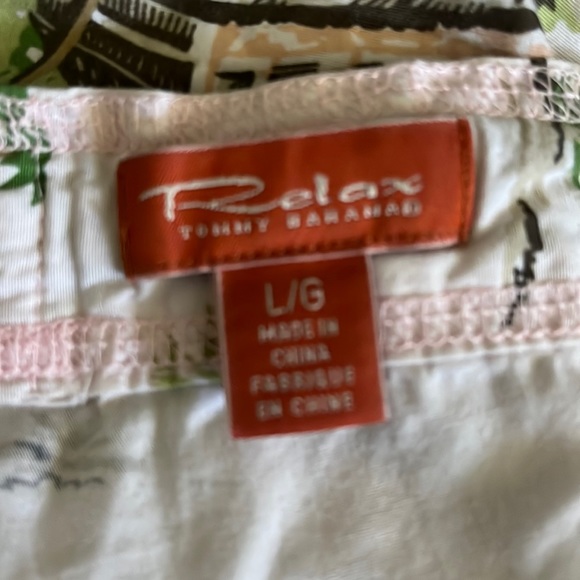 Relax
TOMMY BAHAMA
L/G
MADE IN
CHINA
FABRIQUE
EN CHINE